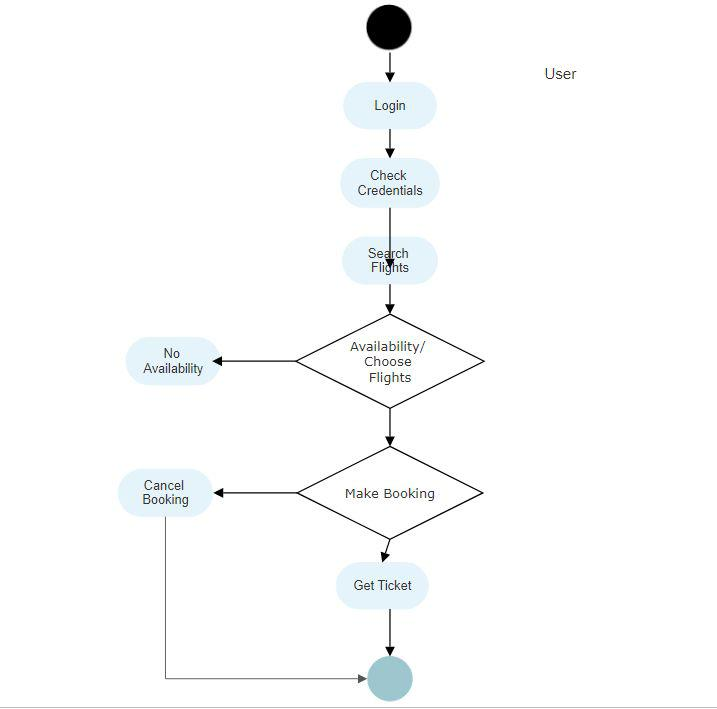 User
Login
Check
Credentials
Search
Flights
Availability/
Choose
Flights
No
Availability
Make Booking
Cancel
Booking
Get Ticket